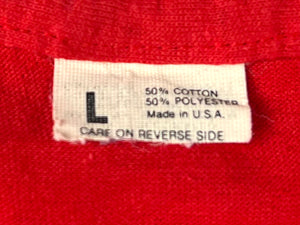 L
50% COTTON
50% POLYESTER
Made in U.S.A.
CARE ON REVERSE SIDE